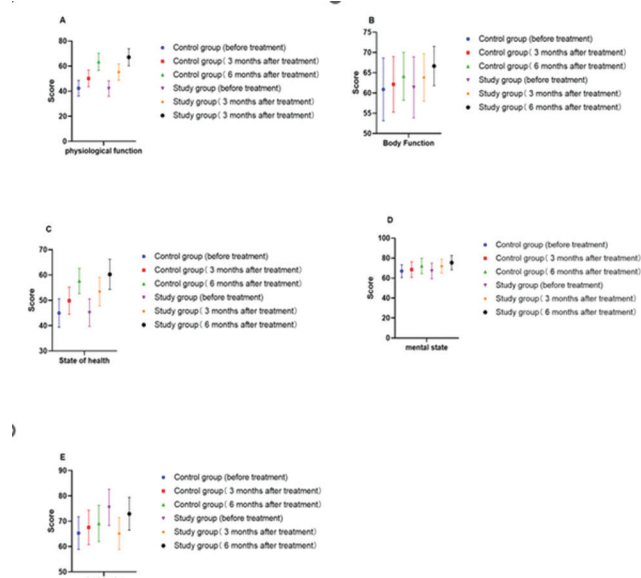 A
80
60
40
20
0
Score
physiological function
Control group (before treatment)
Control group( 3 months after treatment)
Control group( 6 months after treatment)
Study group (before treatment)
Study group( 3 months after treatment)
Study group( 3 months after treatment)
B
75
70
65
60
55
50
Score
Body Function
Control group (before treatment)
Control group( 3 months after treatment)
Control group( 6 months after treatment)
Study group (before treatment)
Study group( 3 months after treatment)
Study group( 6 months after treatment)
C
70
60
50
40
30
Score
State of health
Control group (before treatment)
Control group( 3 months after treatment)
Control group( 6 months after treatment)
Study group (before treatment)
Study group( 3 months after treatment)
Study group( 6 months after treatment)
D
100
80
60
40
20
0
Score
mental state
Control group (before treatment)
Control group( 3 months after treatment)
Control group( 6 months after treatment)
Study group (before treatment)
Study group( 3 months after treatment)
Study group( 6 months after treatment)
E
90
80
70
60
50
Score
Control group (before treatment)
Control group( 3 months after treatment)
Control group( 6 months after treatment)
Study group (before treatment)
Study group( 3 months after treatment)
Study group( 6 months after treatment)